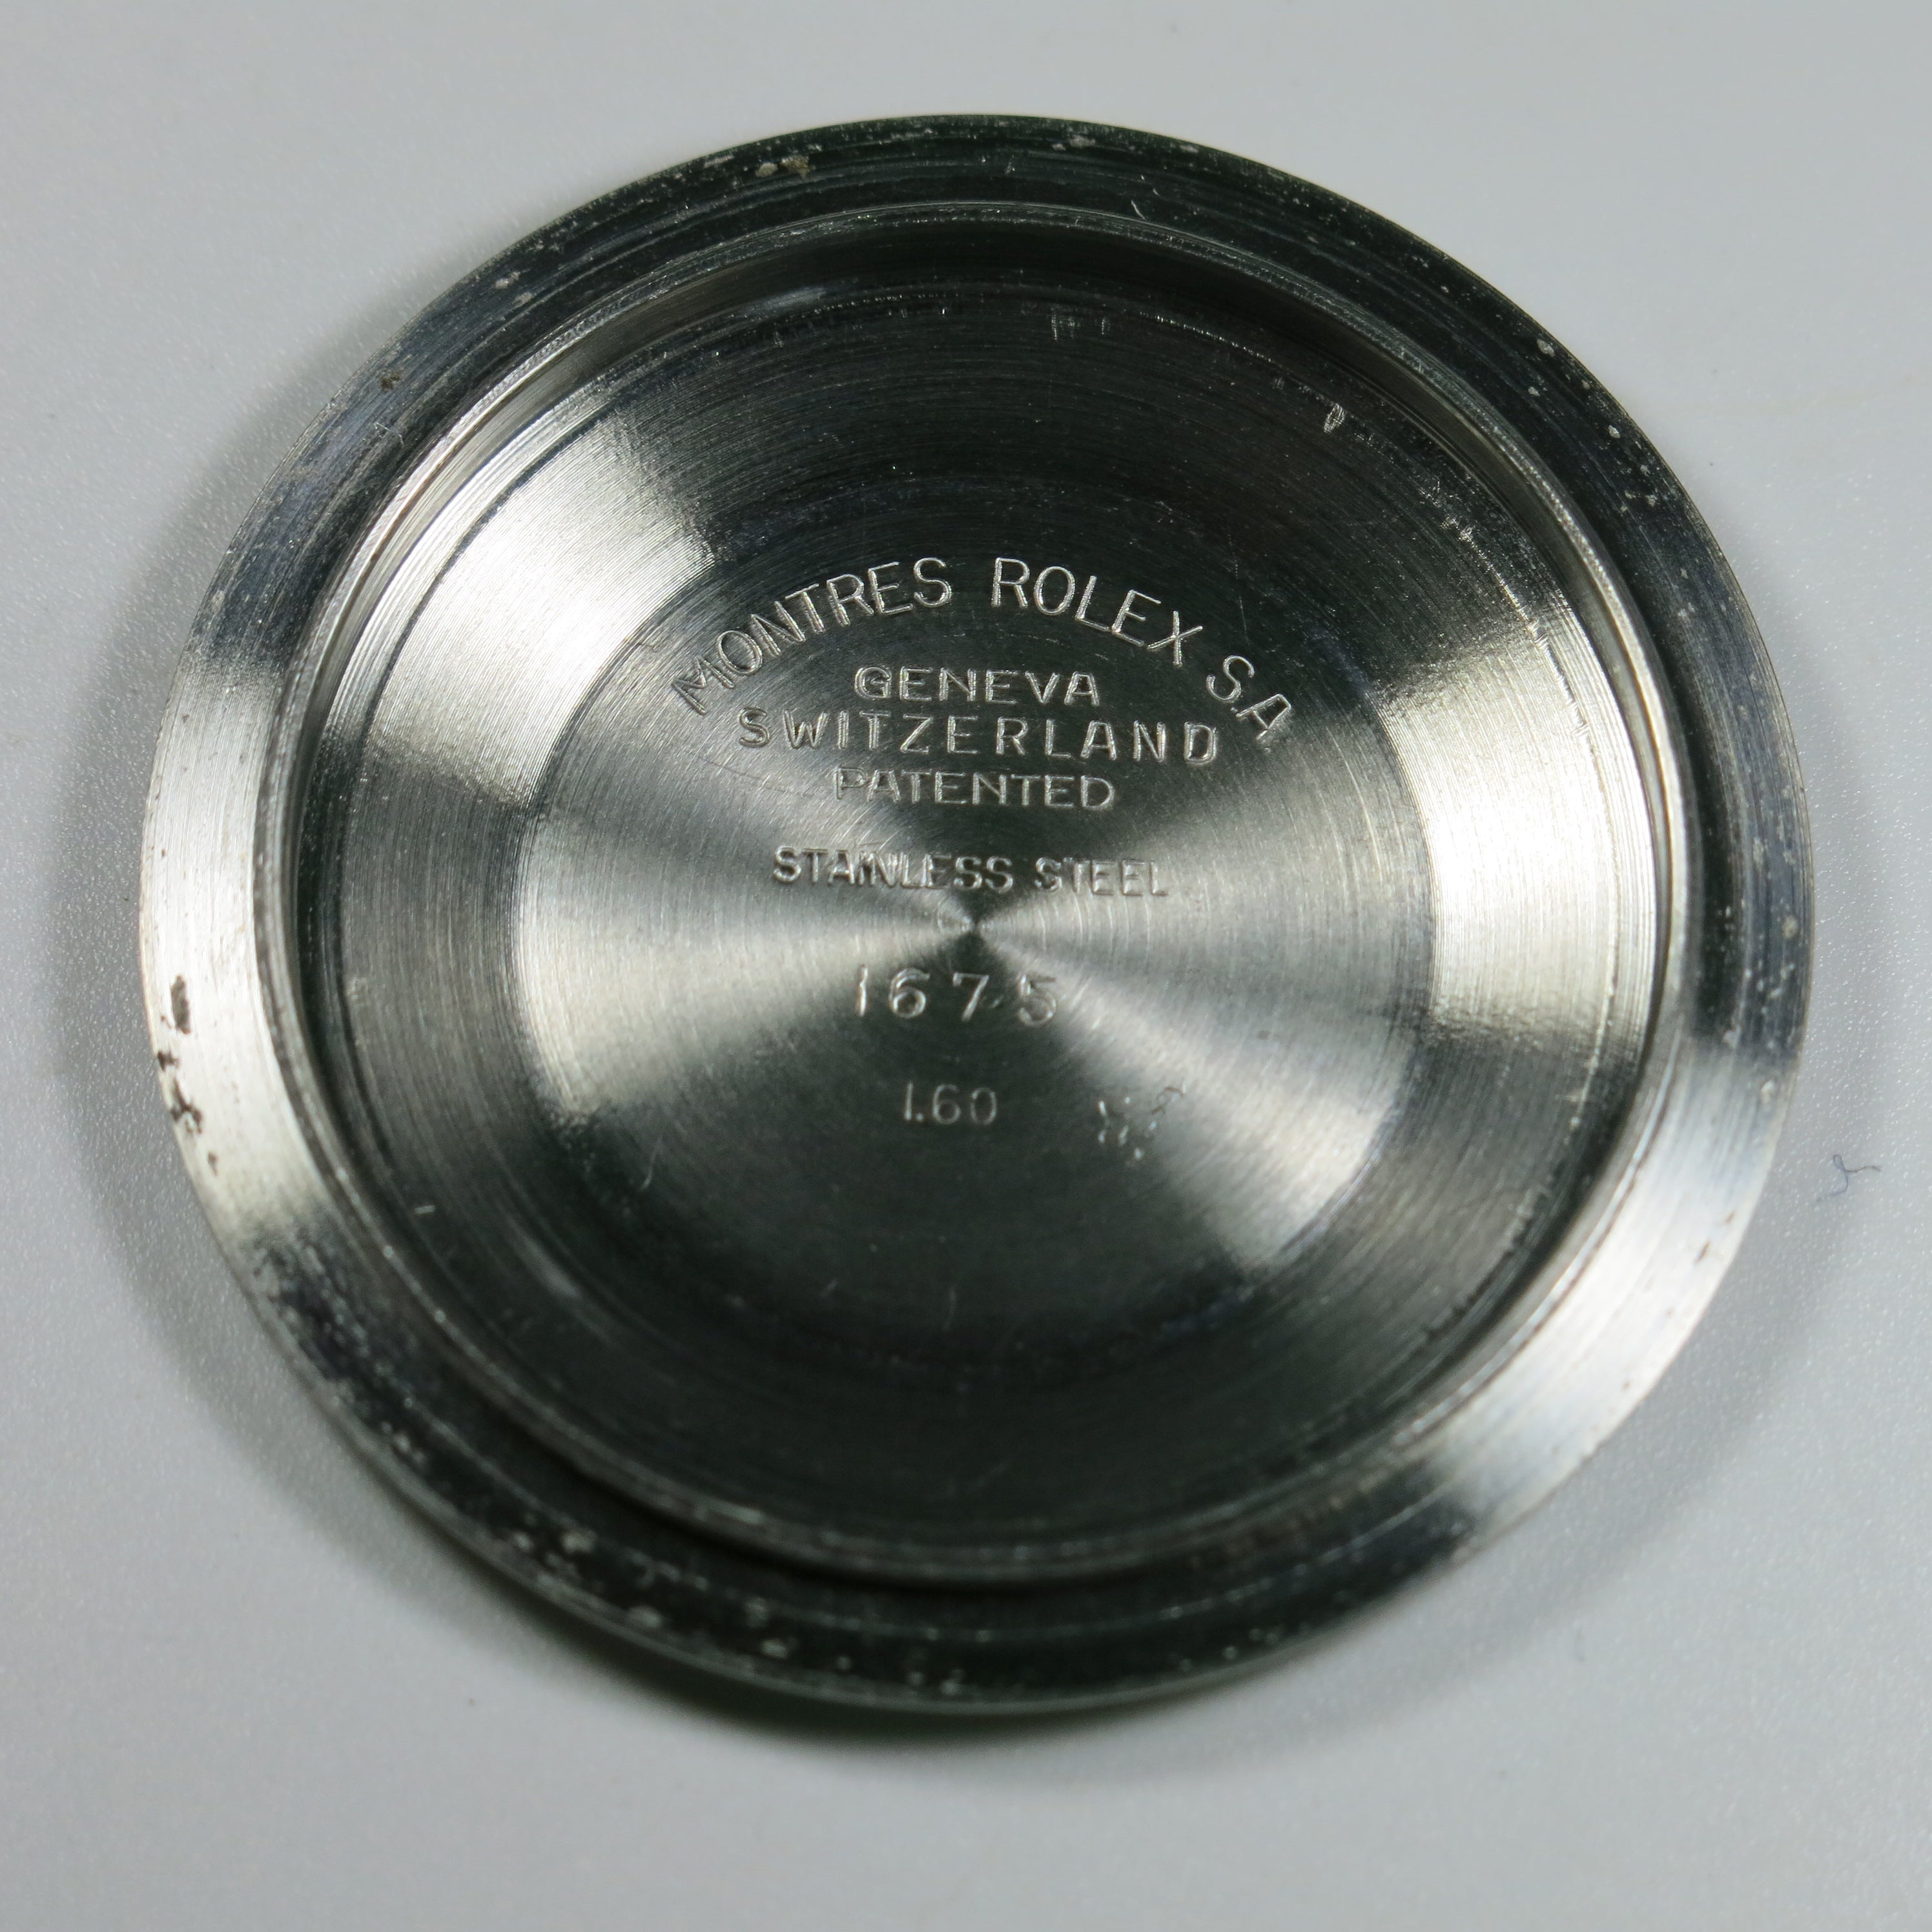 MONTRES ROLEX S.A.
GENEVA
SWITZERLAND
PATENTED
STAINLESS STEEL
1675
I.60